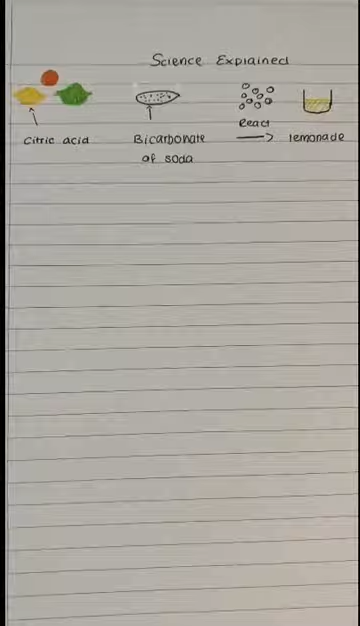 Science Explained
React
Citric acid
Bicarbonate
of soda
lemonade